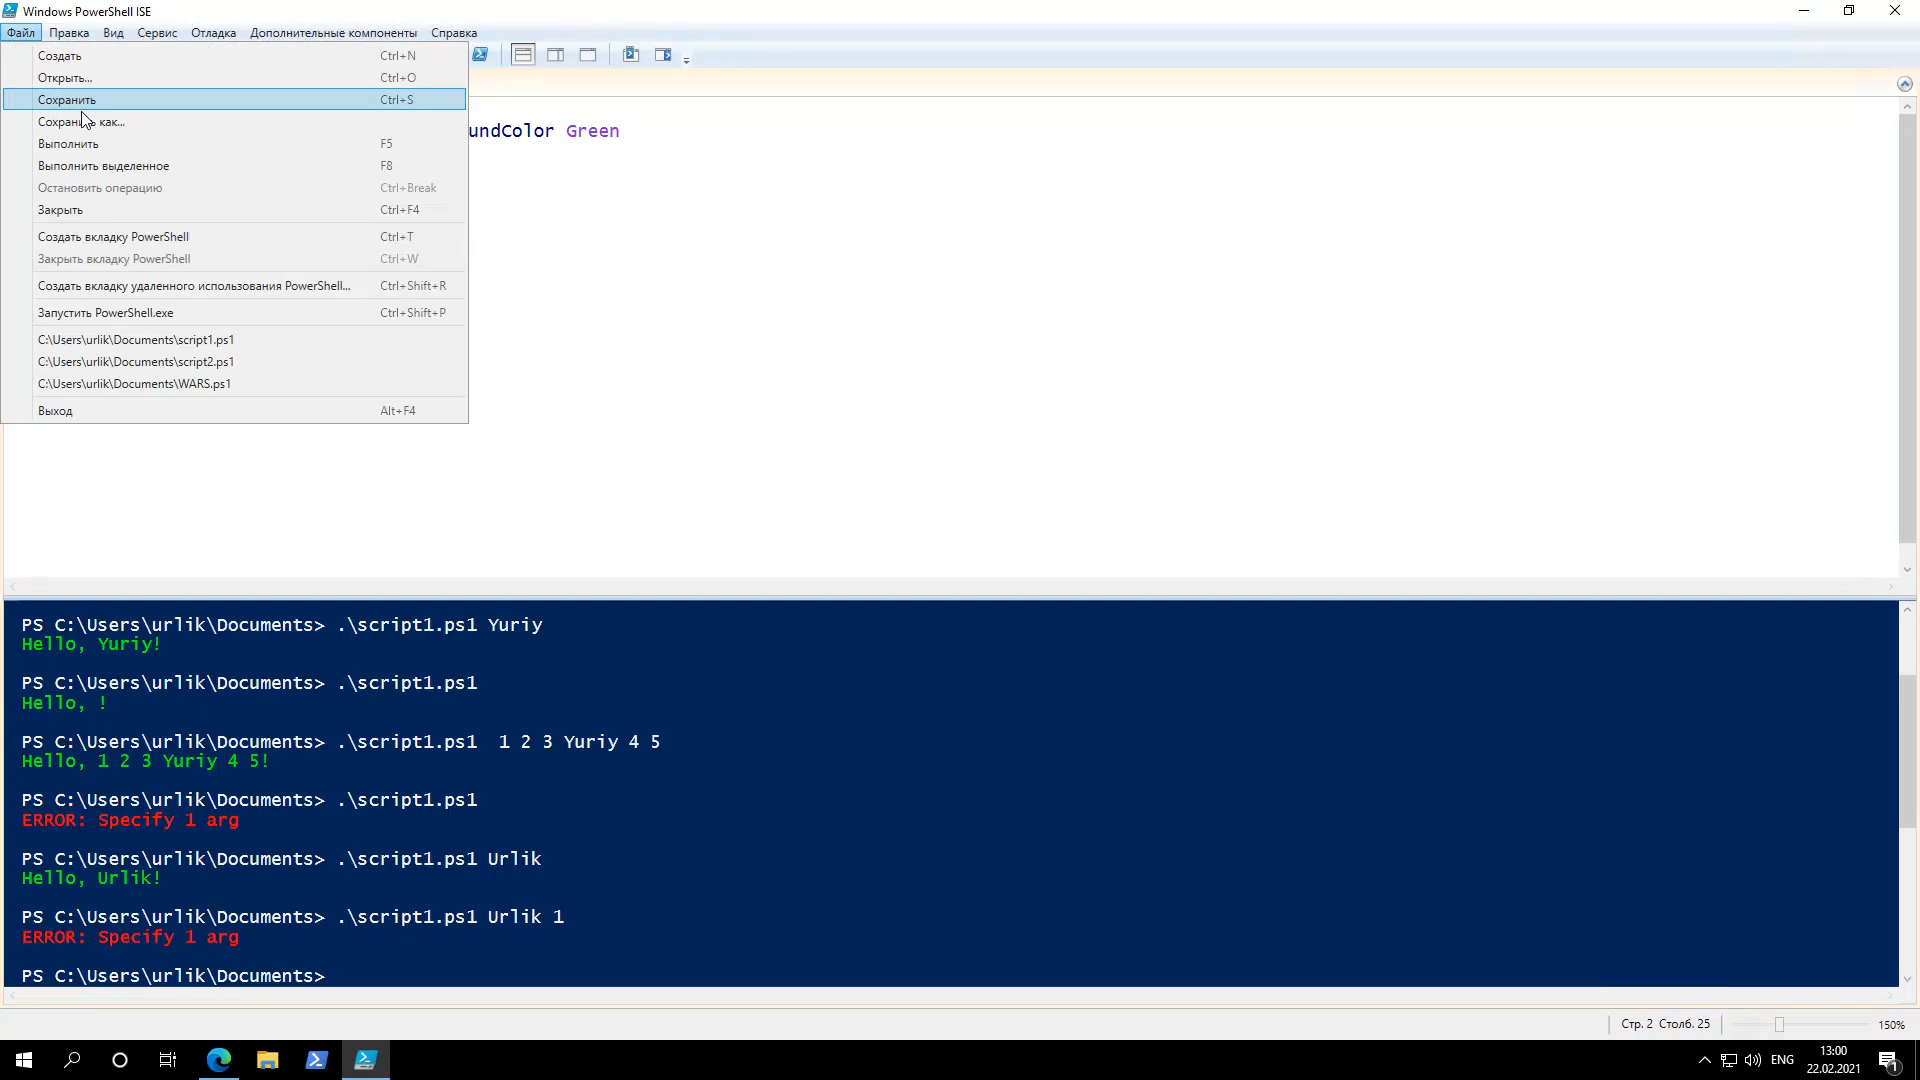 Windows PowerShell ISE
Файл Правка Вид Сервис Отладка Дополнительные компоненты Справка
Создать Ctrl+N
Открыть... Ctrl+O
Сохранить Ctrl+S
Сохранить как...
undColor Green
Выполнить F5
Выполнить выделенное F8
Остановить операцию Ctrl+Break
Закрыть Ctrl+F4
Создать вкладку PowerShell Ctrl+T
Закрыть вкладку PowerShell Ctrl+W
Создать вкладку удаленного использования PowerShell... Ctrl+Shift+R
Запустить PowerShell.exe Ctrl+Shift+P
C:\Users\urlik\Documents\script1.ps1
C:\Users\urlik\Documents\script2.ps1
C:\Users\urlik\Documents\WARS.ps1
Выход Alt+F4
PS C:\Users\urlik\Documents> .\script1.ps1 Yuriy
Hello, Yuriy!
PS C:\Users\urlik\Documents> .\script1.ps1
Hello, !
PS C:\Users\urlik\Documents> .\script1.ps1  1 2 3 Yuriy 4 5
Hello, 1 2 3 Yuriy 4 5!
PS C:\Users\urlik\Documents> .\script1.ps1
ERROR: Specify 1 arg
PS C:\Users\urlik\Documents> .\script1.ps1 Urlik
Hello, Urlik!
PS C:\Users\urlik\Documents> .\script1.ps1 Urlik 1
ERROR: Specify 1 arg
PS C:\Users\urlik\Documents>
Стр. 2 Столб. 25 150%
ENG
13:00
22.02.2021
1